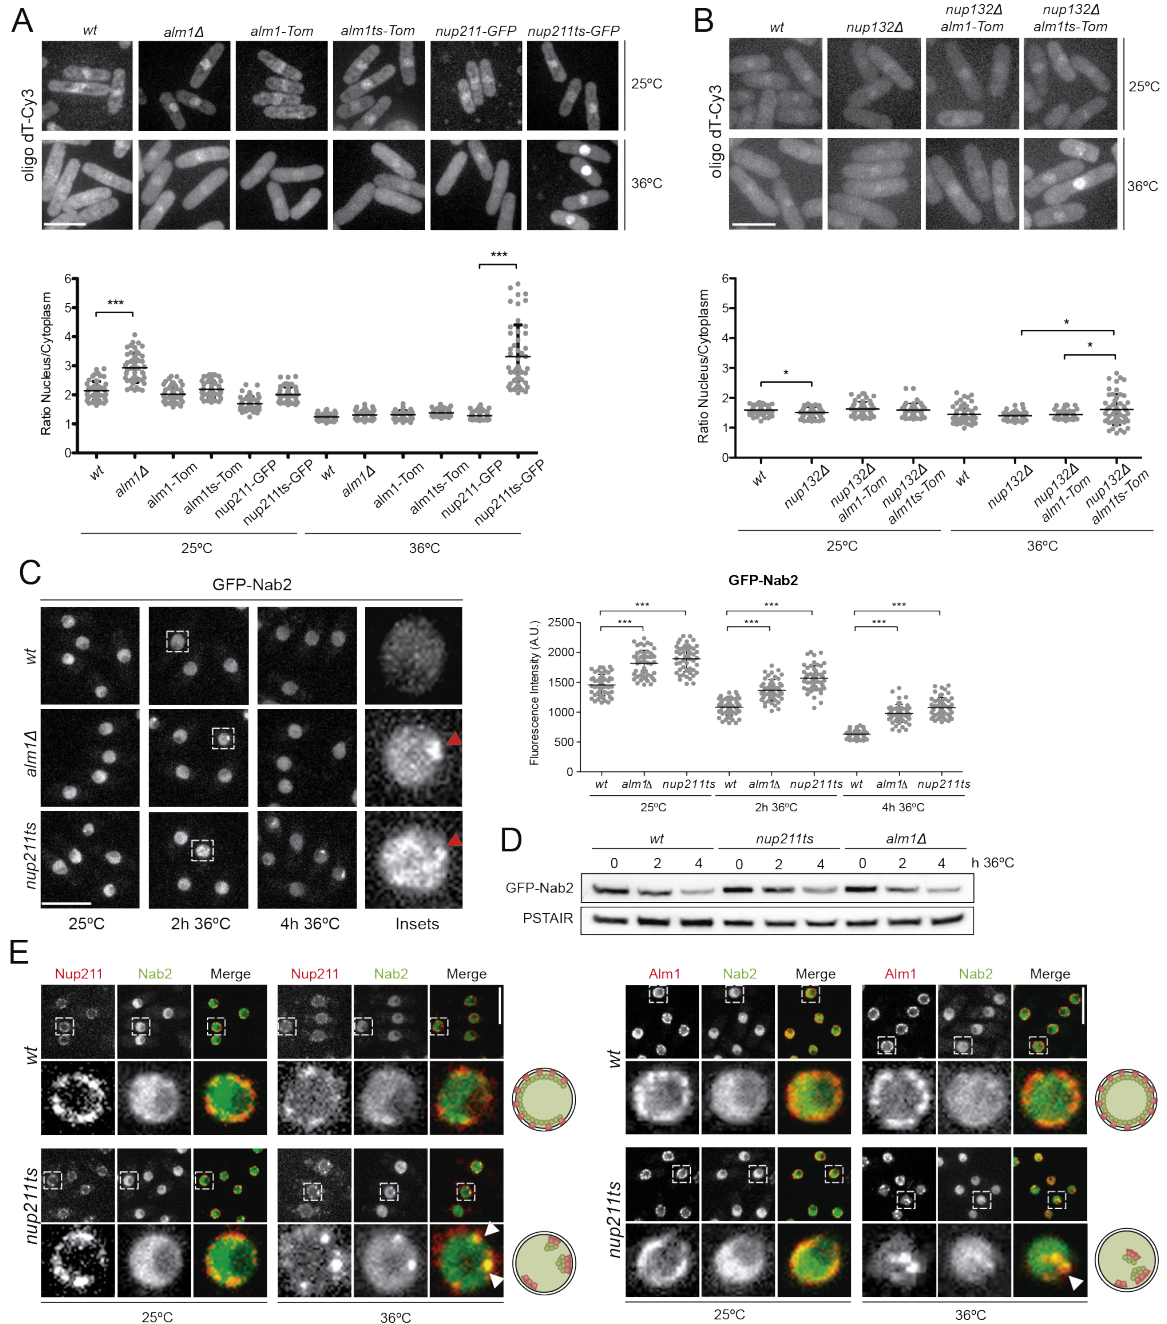 A
wt
alm1Δ
alm1-Tom
alm1ts-Tom
nup211-GFP
nup211ts-GFP
oligo dT-Cy3
25ºC
36ºC
Ratio Nucleus/Cytoplasm
6
5
4
3
2
1
0
***
***
wt
alm1Δ
alm1-Tom
alm1ts-Tom
nup211-GFP
nup211ts-GFP
wt
alm1Δ
alm1-Tom
alm1ts-Tom
nup211-GFP
nup211ts-GFP
25ºC
36ºC
B
wt
nup132Δ
nup132Δ
alm1-Tom
nup132Δ
alm1ts-Tom
oligo dT-Cy3
25ºC
36ºC
Ratio Nucleus/Cytoplasm
6
5
4
3
2
1
0
*
*
*
wt
nup132Δ
nup132Δ
alm1-Tom
nup132Δ
alm1ts-Tom
wt
nup132Δ
nup132Δ
alm1-Tom
nup132Δ
alm1ts-Tom
25ºC
36ºC
C
GFP-Nab2
wt
alm1Δ
nup211ts
25ºC
2h 36ºC
4h 36ºC
Insets
GFP-Nab2
Fluorescence Intensity (A.U.)
2500
2000
1500
1000
500
0
***
***
***
***
***
***
wt
alm1Δ
nup211ts
wt
alm1Δ
nup211ts
wt
alm1Δ
nup211ts
25ºC
2h 36ºC
4h 36ºC
D
wt
nup211ts
alm1Δ
0 2 4 0 2 4 0 2 4 h 36ºC
GFP-Nab2
PSTAIR
E
Nup211
Nab2
Merge
Nup211
Nab2
Merge
wt
nup211ts
25ºC
36ºC
Alm1
Nab2
Merge
Alm1
Nab2
Merge
wt
nup211ts
25ºC
36ºC